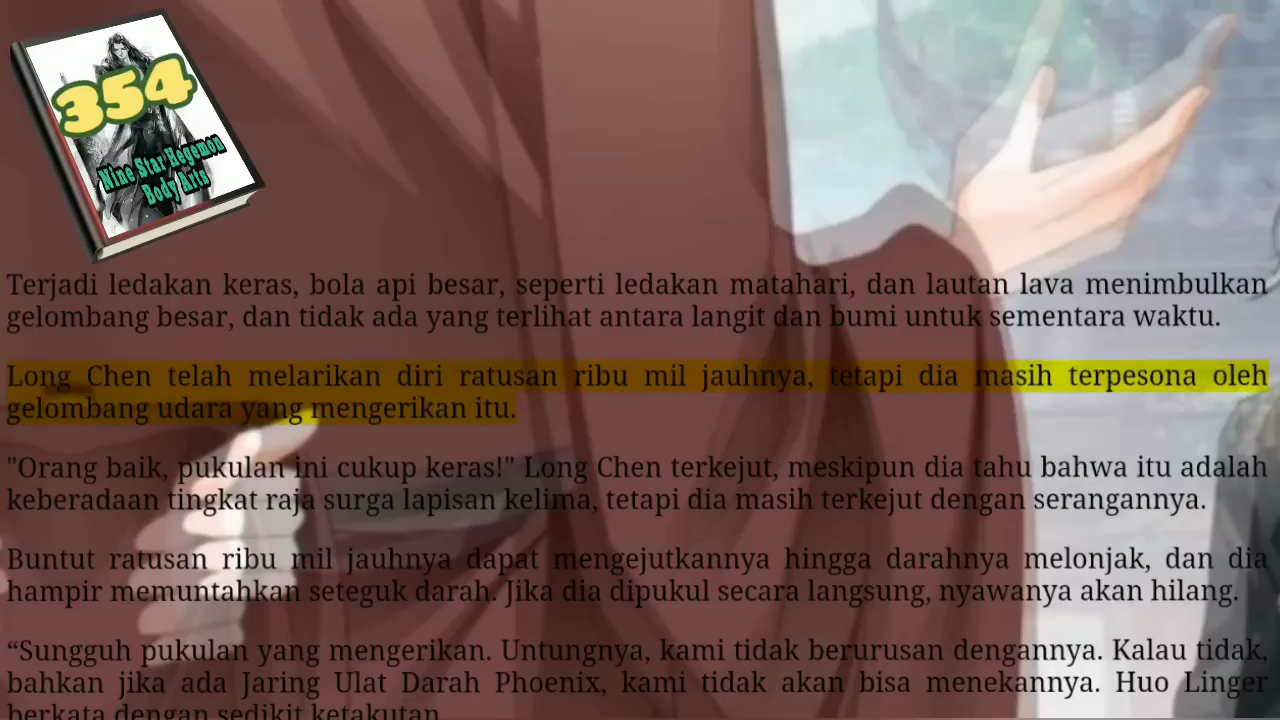 354
Nine Star Hegemon
Body Arts
Terjadi ledakan keras, bola api besar, seperti ledakan matahari, dan lautan lava menimbulkan
gelombang besar, dan tidak ada yang terlihat antara langit dan bumi untuk sementara waktu.
Long Chen telah melarikan diri ratusan ribu mil jauhnya, tetapi dia masih terpesona oleh
gelombang udara yang mengerikan itu.
"Orang baik, pukulan ini cukup keras!" Long Chen terkejut, meskipun dia tahu bahwa itu adalah
keberadaan tingkat raja surga lapisan kelima, tetapi dia masih terkejut dengan serangannya.
Buntut ratusan ribu mil jauhnya dapat mengejutkannya hingga darahnya melonjak, dan dia
hampir memuntahkan seteguk darah. Jika dia dipukul secara langsung, nyawanya akan hilang.
“Sungguh pukulan yang mengerikan. Untungnya, kami tidak berurusan dengannya. Kalau tidak,
bahkan jika ada Jaring Ulat Darah Phoenix, kami tidak akan bisa menekannya. Huo Linger
berkata dengan sedikit ketakutan.